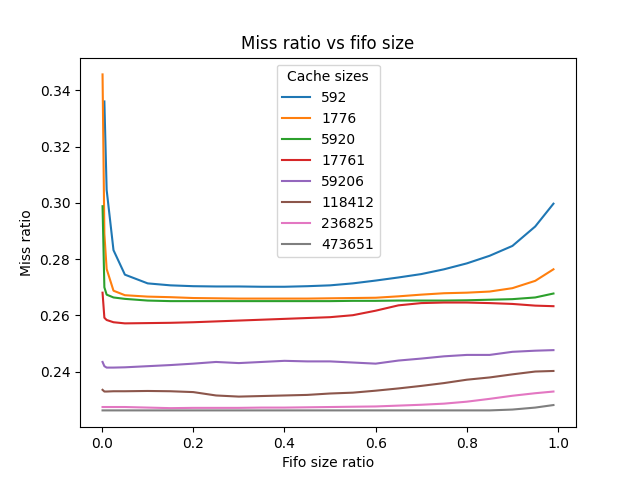 Miss ratio vs fifo size
Cache sizes
592
1776
5920
17761
59206
118412
236825
473651
0.34
0.32
0.30
0.28
0.26
0.24
Miss ratio
0.0 0.2 0.4 0.6 0.8 1.0
Fifo size ratio